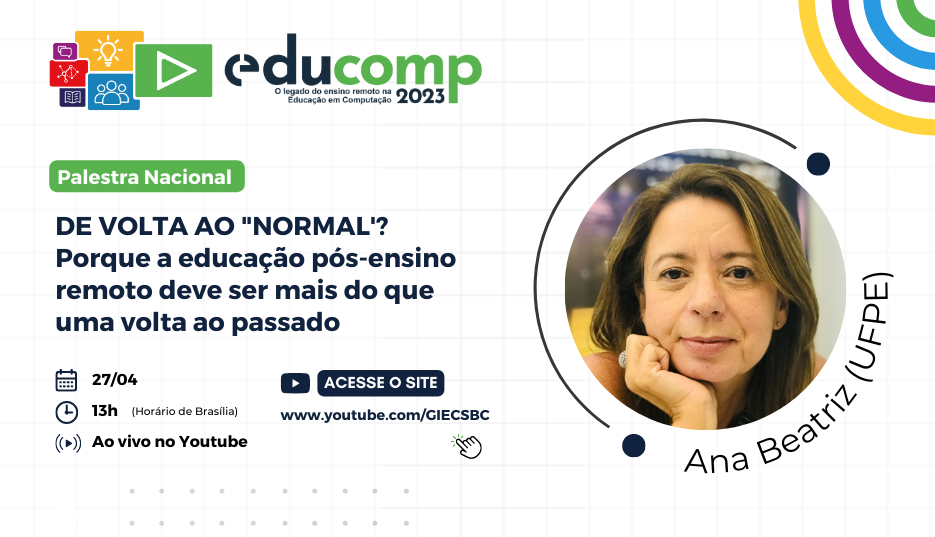 educomp
O legado do ensino remoto na
Educação em Computação
2023
Palestra Nacional
DE VOLTA AO "NORMAL'?
Porque a educação pós-ensino
remoto deve ser mais do que
uma volta ao passado
27/04
13h (Horário de Brasília)
Ao vivo no Youtube
ACESSE O SITE
www.youtube.com/GIECSBC
Ana Beatriz (UFPE)